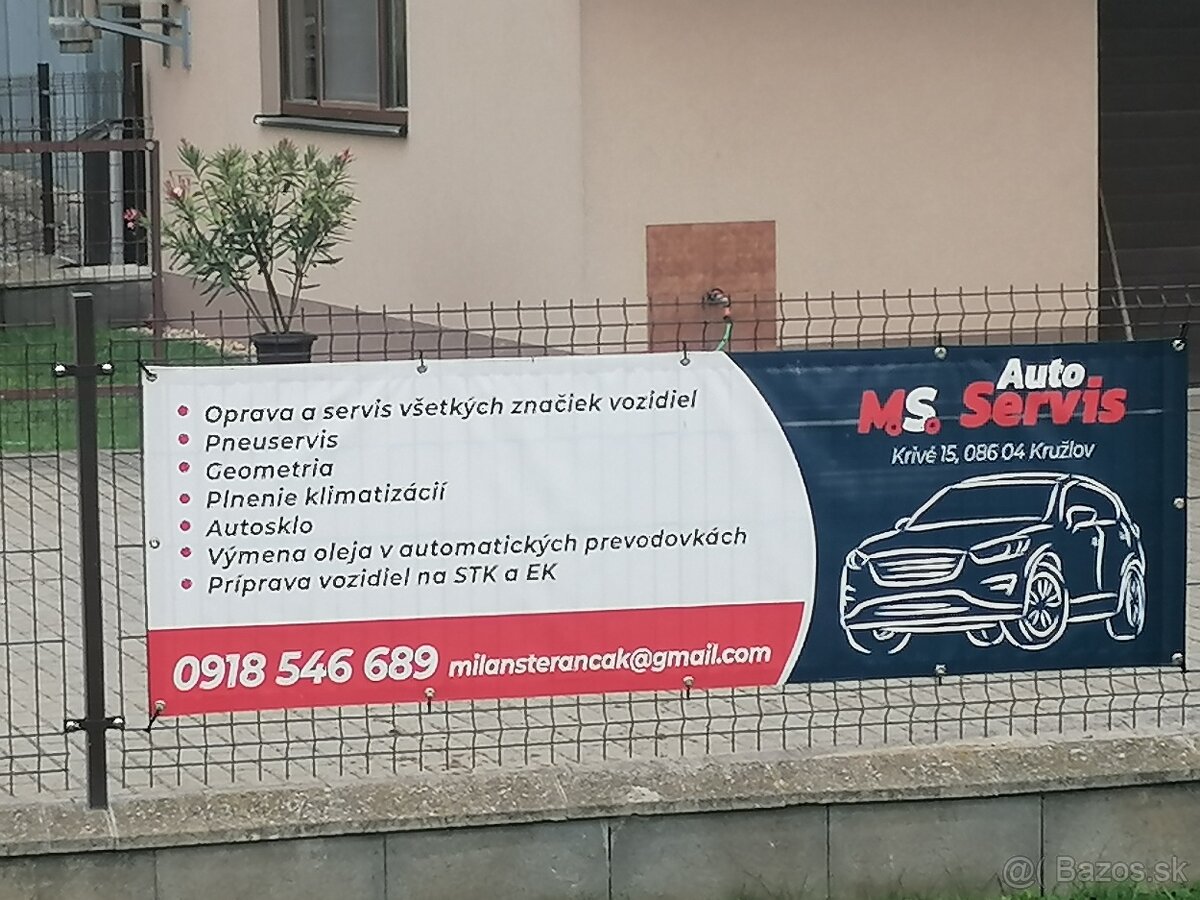 • Oprava a servis všetkých značiek vozidiel
• Pneuservis
• Geometria
• Plnenie klimatizácií
• Autosklo
• Výmena oleja v automatických prevodovkách
• Príprava vozidiel na STK a EK
0918 546 689 milansterancak@gmail.com
Auto
MS Servis
Krivé 15, 086 04 Kružlov
@( Bazos.sk